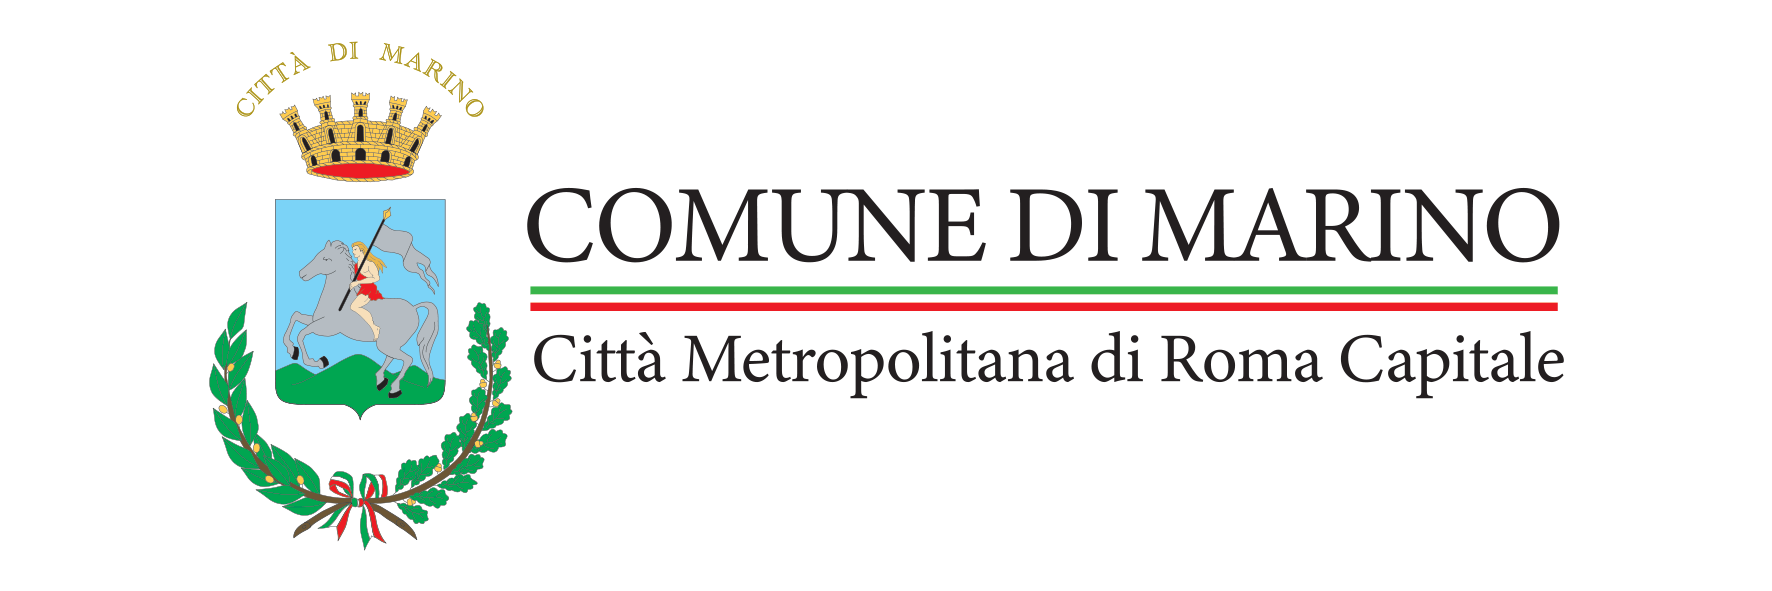 CITTÀ DI MARINO
COMUNE DI MARINO
Città Metropolitana di Roma Capitale